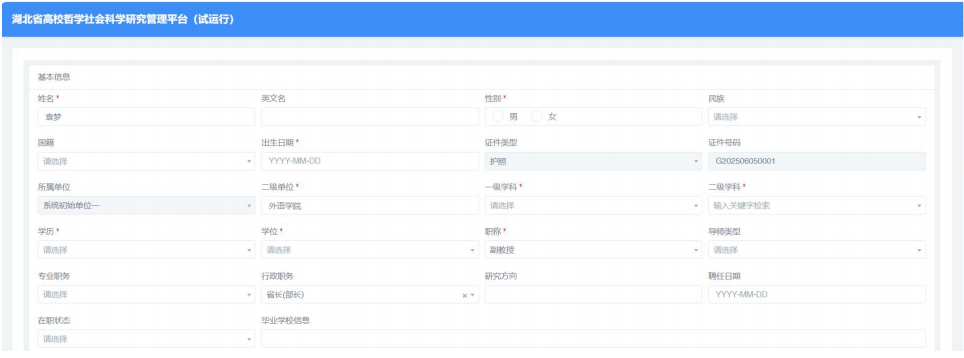 湖北省高校哲学社会科学研究管理平台（试运行）
基本信息
姓名 * 英文名 性别 * 民族
袁梦 男 女 请选择
国籍 出生日期 * 证件类型 证件号码
请选择 YYYY-MM-DD 护照 G202506050001
所属单位 二级单位 * 一级学科 * 二级学科 *
系统初始单位一 外语学院 请选择 输入关键字检索
学历 * 学位 * 职称 * 导师类型
请选择 请选择 副教授 请选择
专业职务 行政职务 研究方向 聘任日期
请选择 省长(部长) YYYY-MM-DD
在职状态 毕业学校信息
请选择